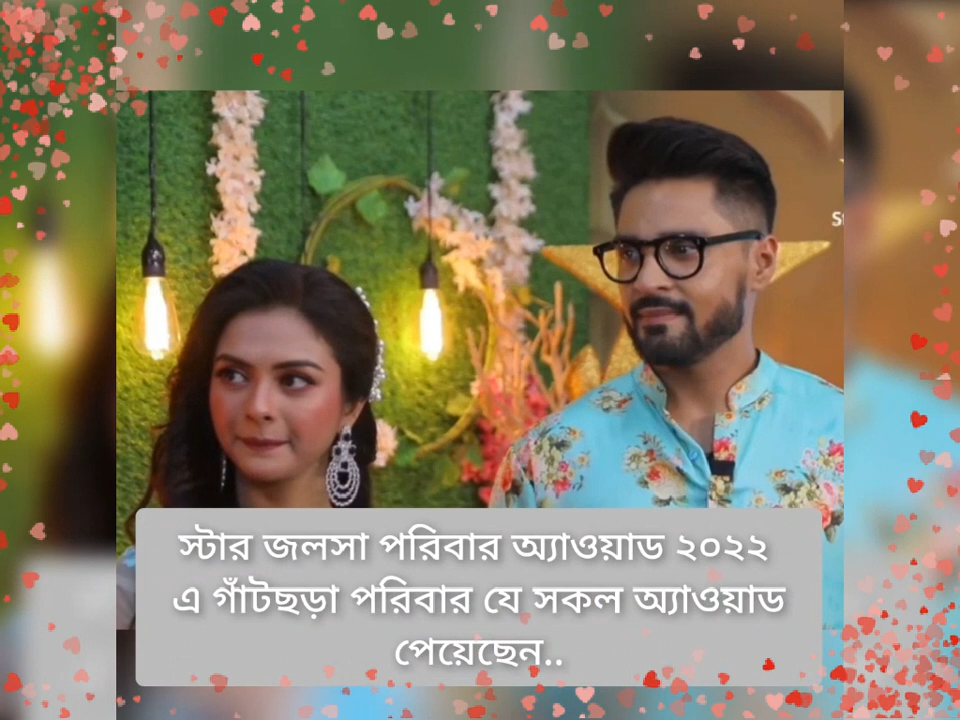 স্টার জলসা পরিবার অ্যাওয়াড ২০২২
এ গাঁটছড়া পরিবার যে সকল অ্যাওয়াড
পেয়েছেন..